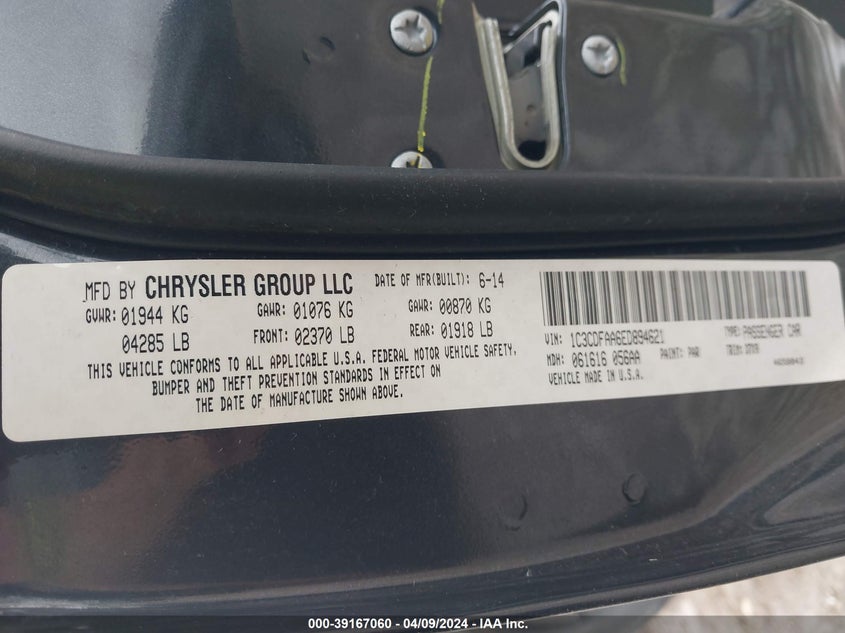 MFD BY CHRYSLER GROUP LLC DATE OF MFR(BUILT): 6-14
GVWR: 01944 KG GAWR: 01076 KG GAWR: 00870 KG
04285 LB FRONT: 02370 LB REAR: 01918 LB
THIS VEHICLE CONFORMS TO ALL APPLICABLE U.S.A. FEDERAL MOTOR VEHICLE SAFETY,
BUMPER AND THEFT PREVENTION STANDARDS IN EFFECT ON
THE DATE OF MANUFACTURE SHOWN ABOVE.
VIN: 1C3CDFAA6ED894621 TYPE: PASSENGER CAR
MDH: 061616 056AA PAINT: PAR TRIM:
VEHICLE MADE IN U.S.A.
000-39167060 - 04/09/2024 - IAA Inc.